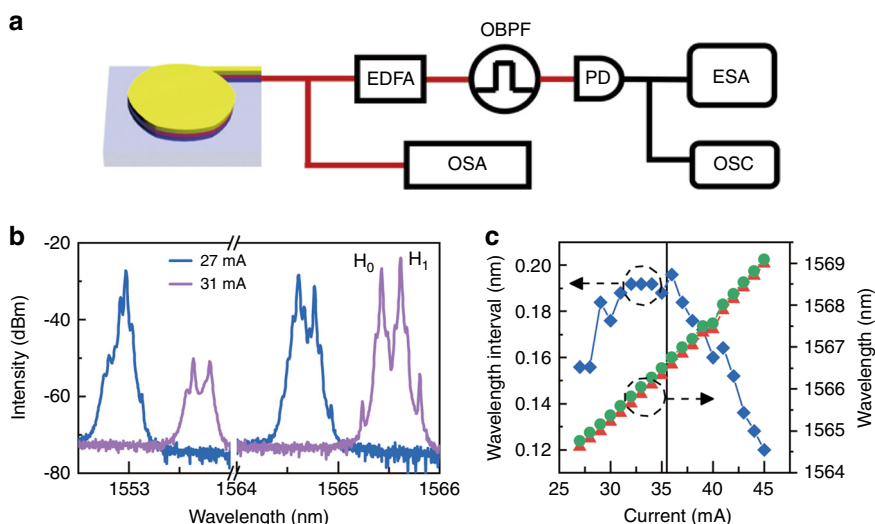 a
OBPF
EDFA
PD
ESA
OSA
OSC
b
-20
-40
-60
-80
27 mA
31 mA
H0
H1
Intensity (dBm)
1553
1564
1565
1566
Wavelength (nm)
c
0.20
0.18
0.16
0.14
0.12
Wavelength interval (nm)
1569
1568
1567
1566
1565
1564
Wavelength (nm)
25
30
35
40
45
Current (mA)